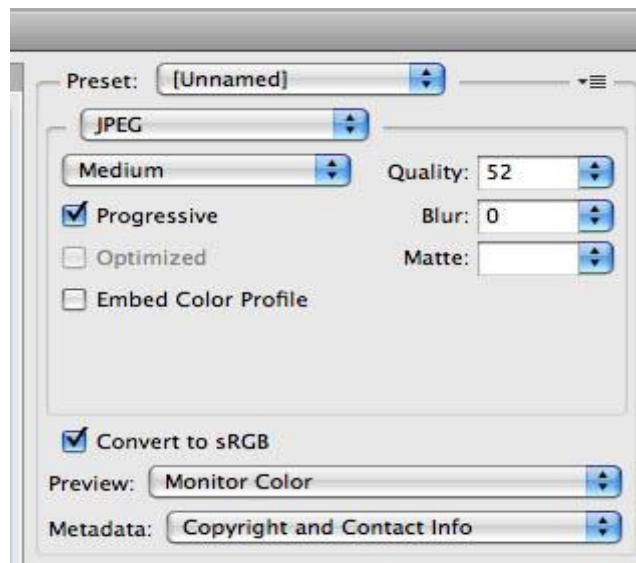 Preset: [Unnamed]
JPEG
Medium Quality: 52
Progressive Blur: 0
Optimized Matte:
Embed Color Profile
Convert to sRGB
Preview: Monitor Color
Metadata: Copyright and Contact Info